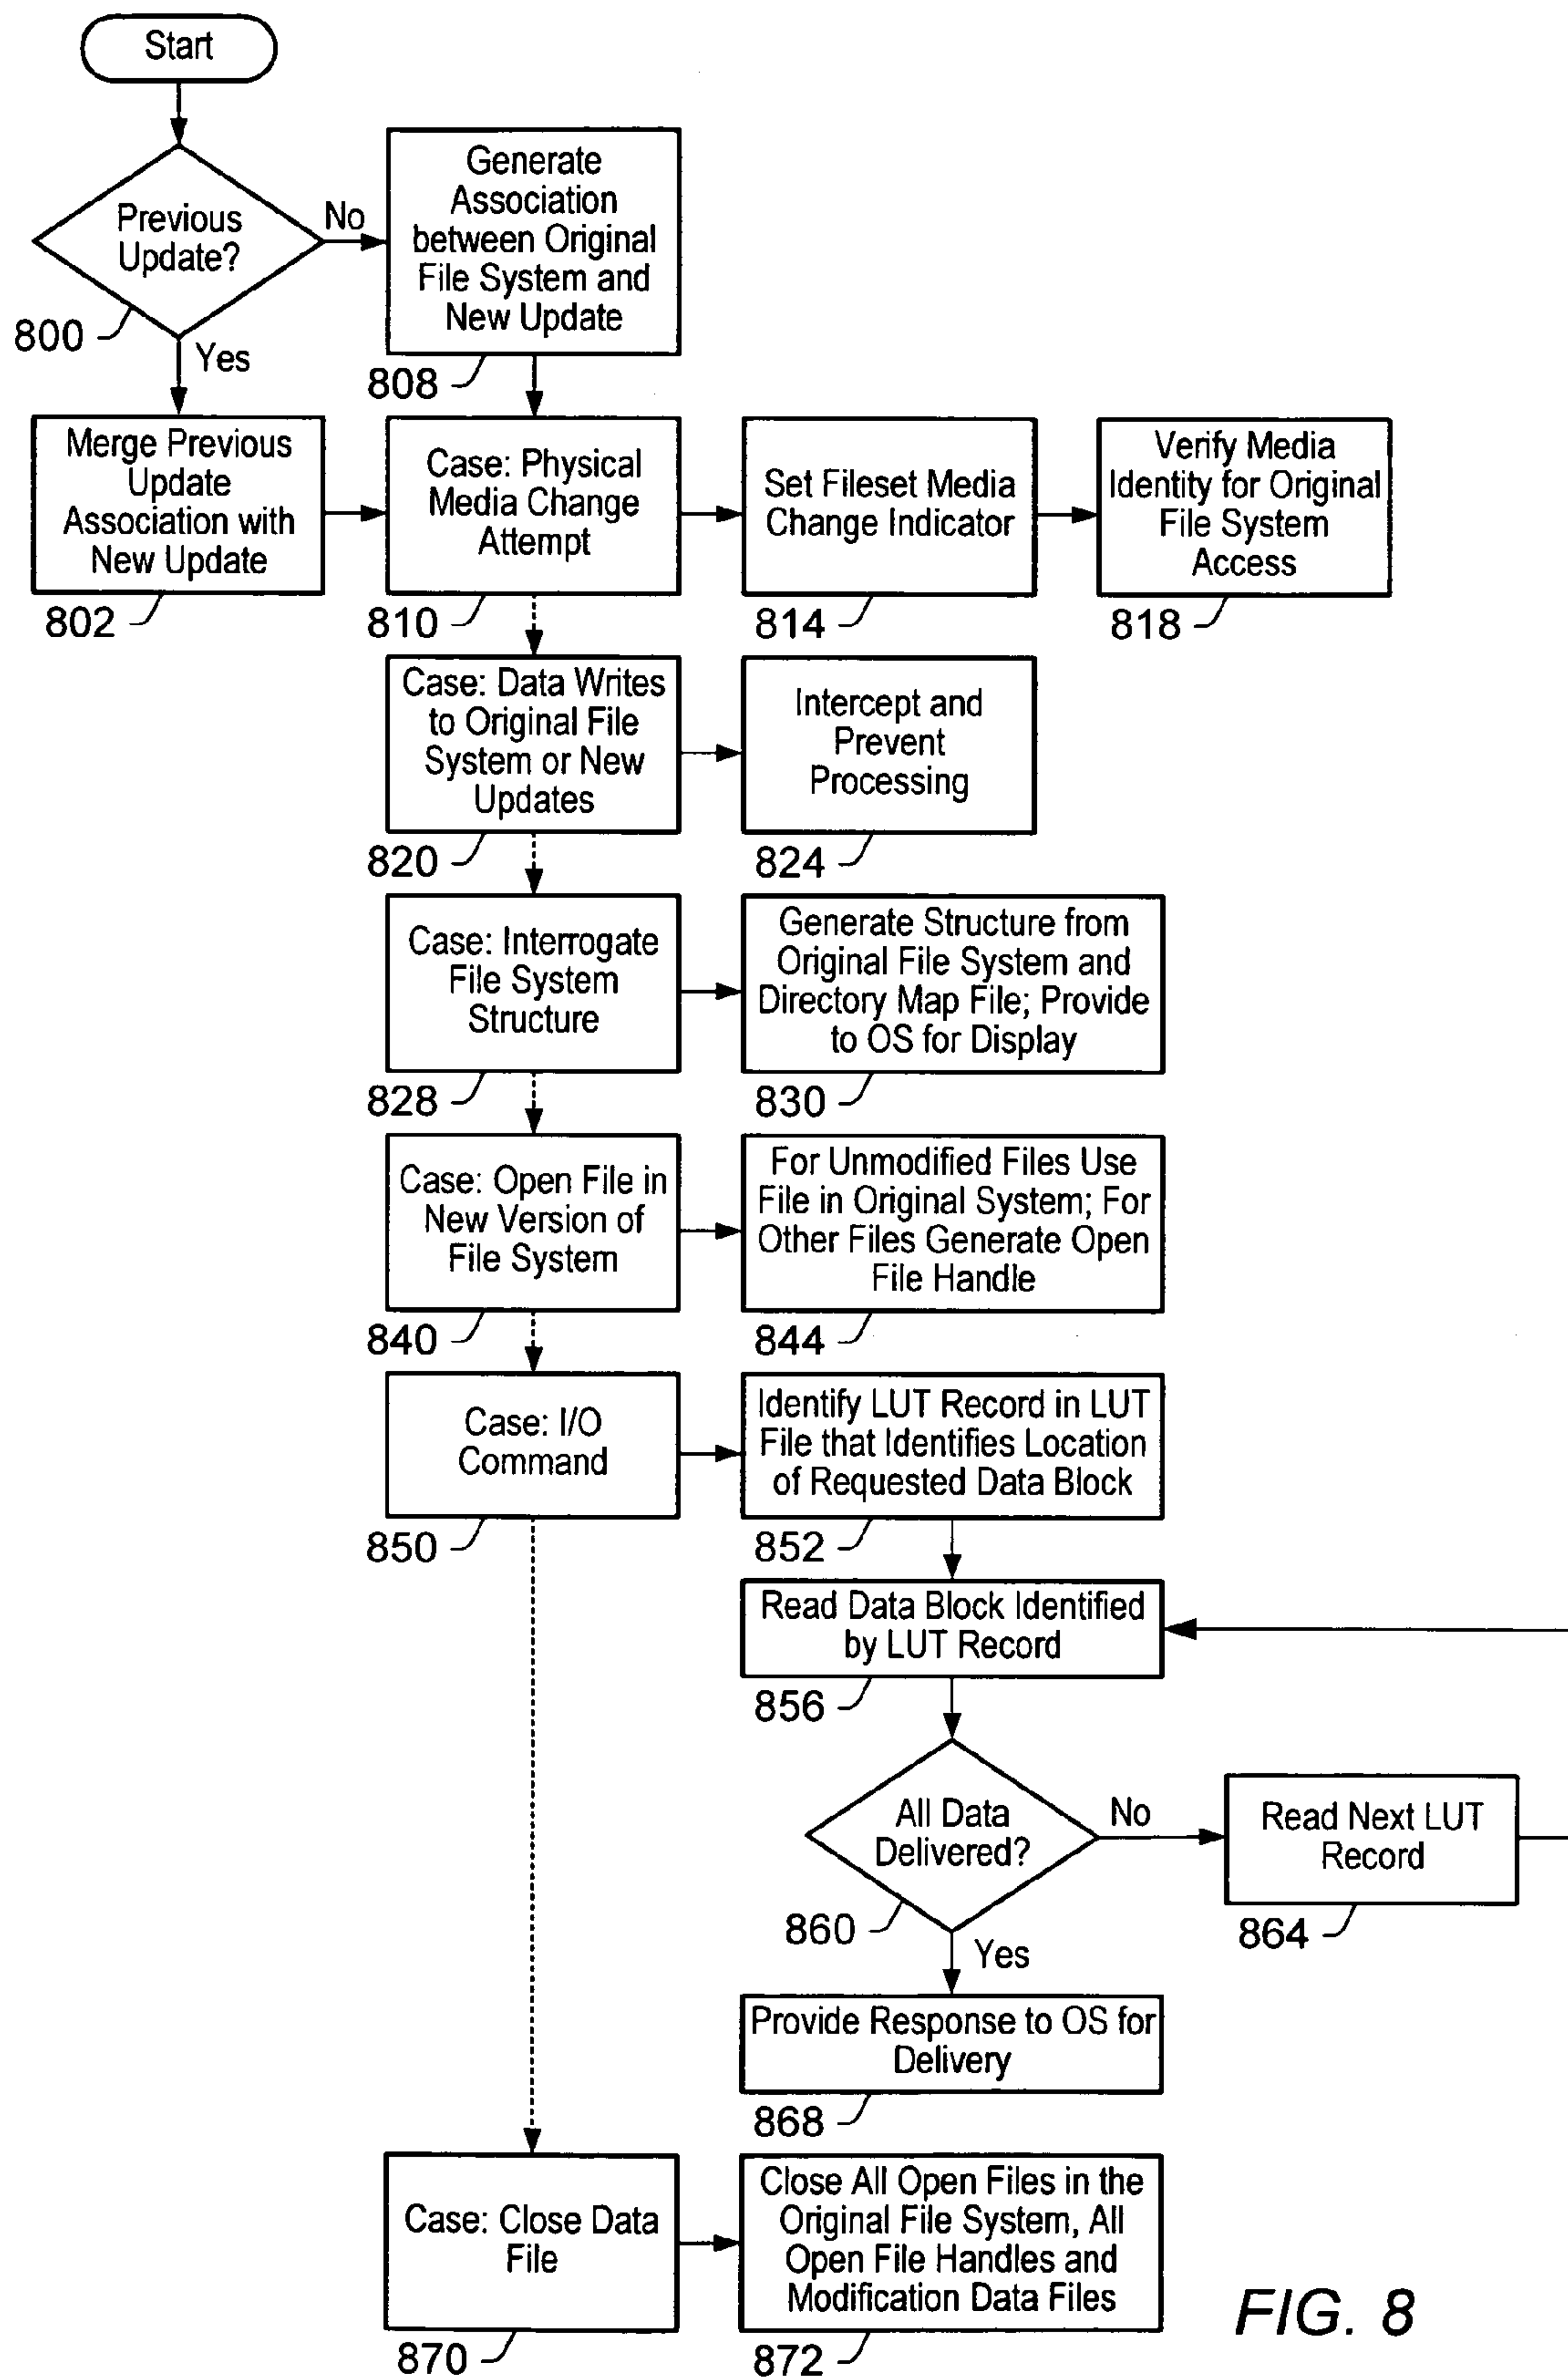 Start
Previous
Update?
No
800
Yes
Generate
Association
between Original
File System and
New Update
808
Merge Previous
Update
Association with
New Update
802
Case: Physical
Media Change
Attempt
810
Set Fileset Media
Change Indicator
814
Verify Media
Identity for Original
File System
Access
818
Case: Data Writes
to Original File
System or New
Updates
820
Intercept and
Prevent
Processing
824
Case: Interrogate
File System
Structure
828
Generate Structure from
Original File System and
Directory Map File; Provide
to OS for Display
830
Case: Open File in
New Version of
File System
840
For Unmodified Files Use
File in Original System; For
Other Files Generate Open
File Handle
844
Case: I/O
Command
850
Identify LUT Record in LUT
File that Identifies Location
of Requested Data Block
852
Read Data Block Identified
by LUT Record
856
All Data
Delivered?
No
860
Yes
Read Next LUT
Record
864
Provide Response to OS for
Delivery
868
Case: Close Data
File
870
Close All Open Files in the
Original File System, All
Open File Handles and
Modification Data Files
872
FIG. 8